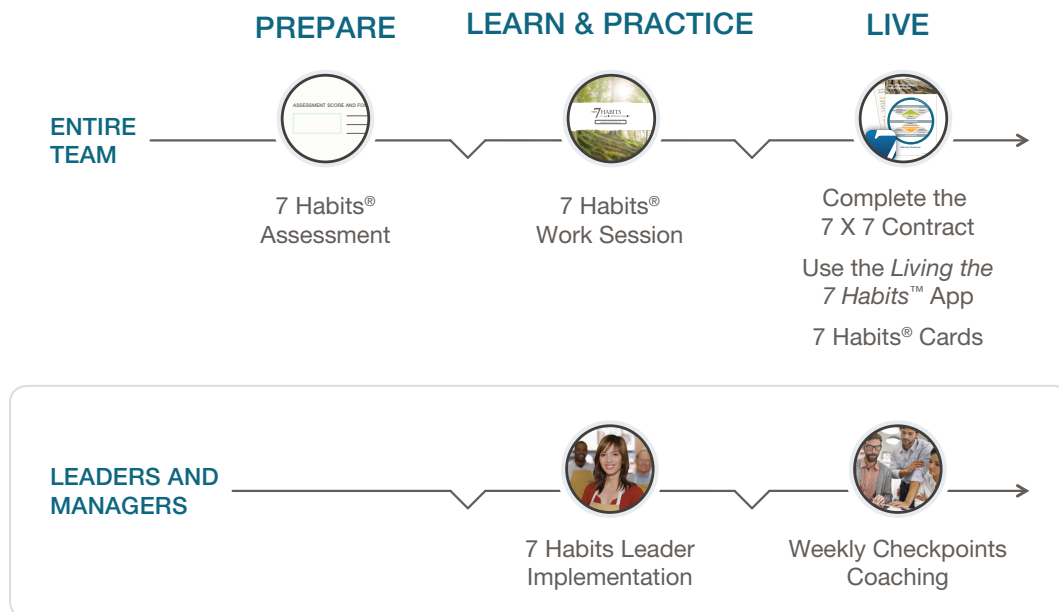 PREPARE
LEARN & PRACTICE
LIVE
ENTIRE
TEAM
ASSESSMENT SCORE AND FO
7 HABITS
7 Habits®
Assessment
7 Habits®
Work Session
Complete the
7 X 7 Contract
Use the Living the
7 Habits™ App
7 Habits® Cards
LEADERS AND
MANAGERS
7 Habits Leader
Implementation
Weekly Checkpoints
Coaching